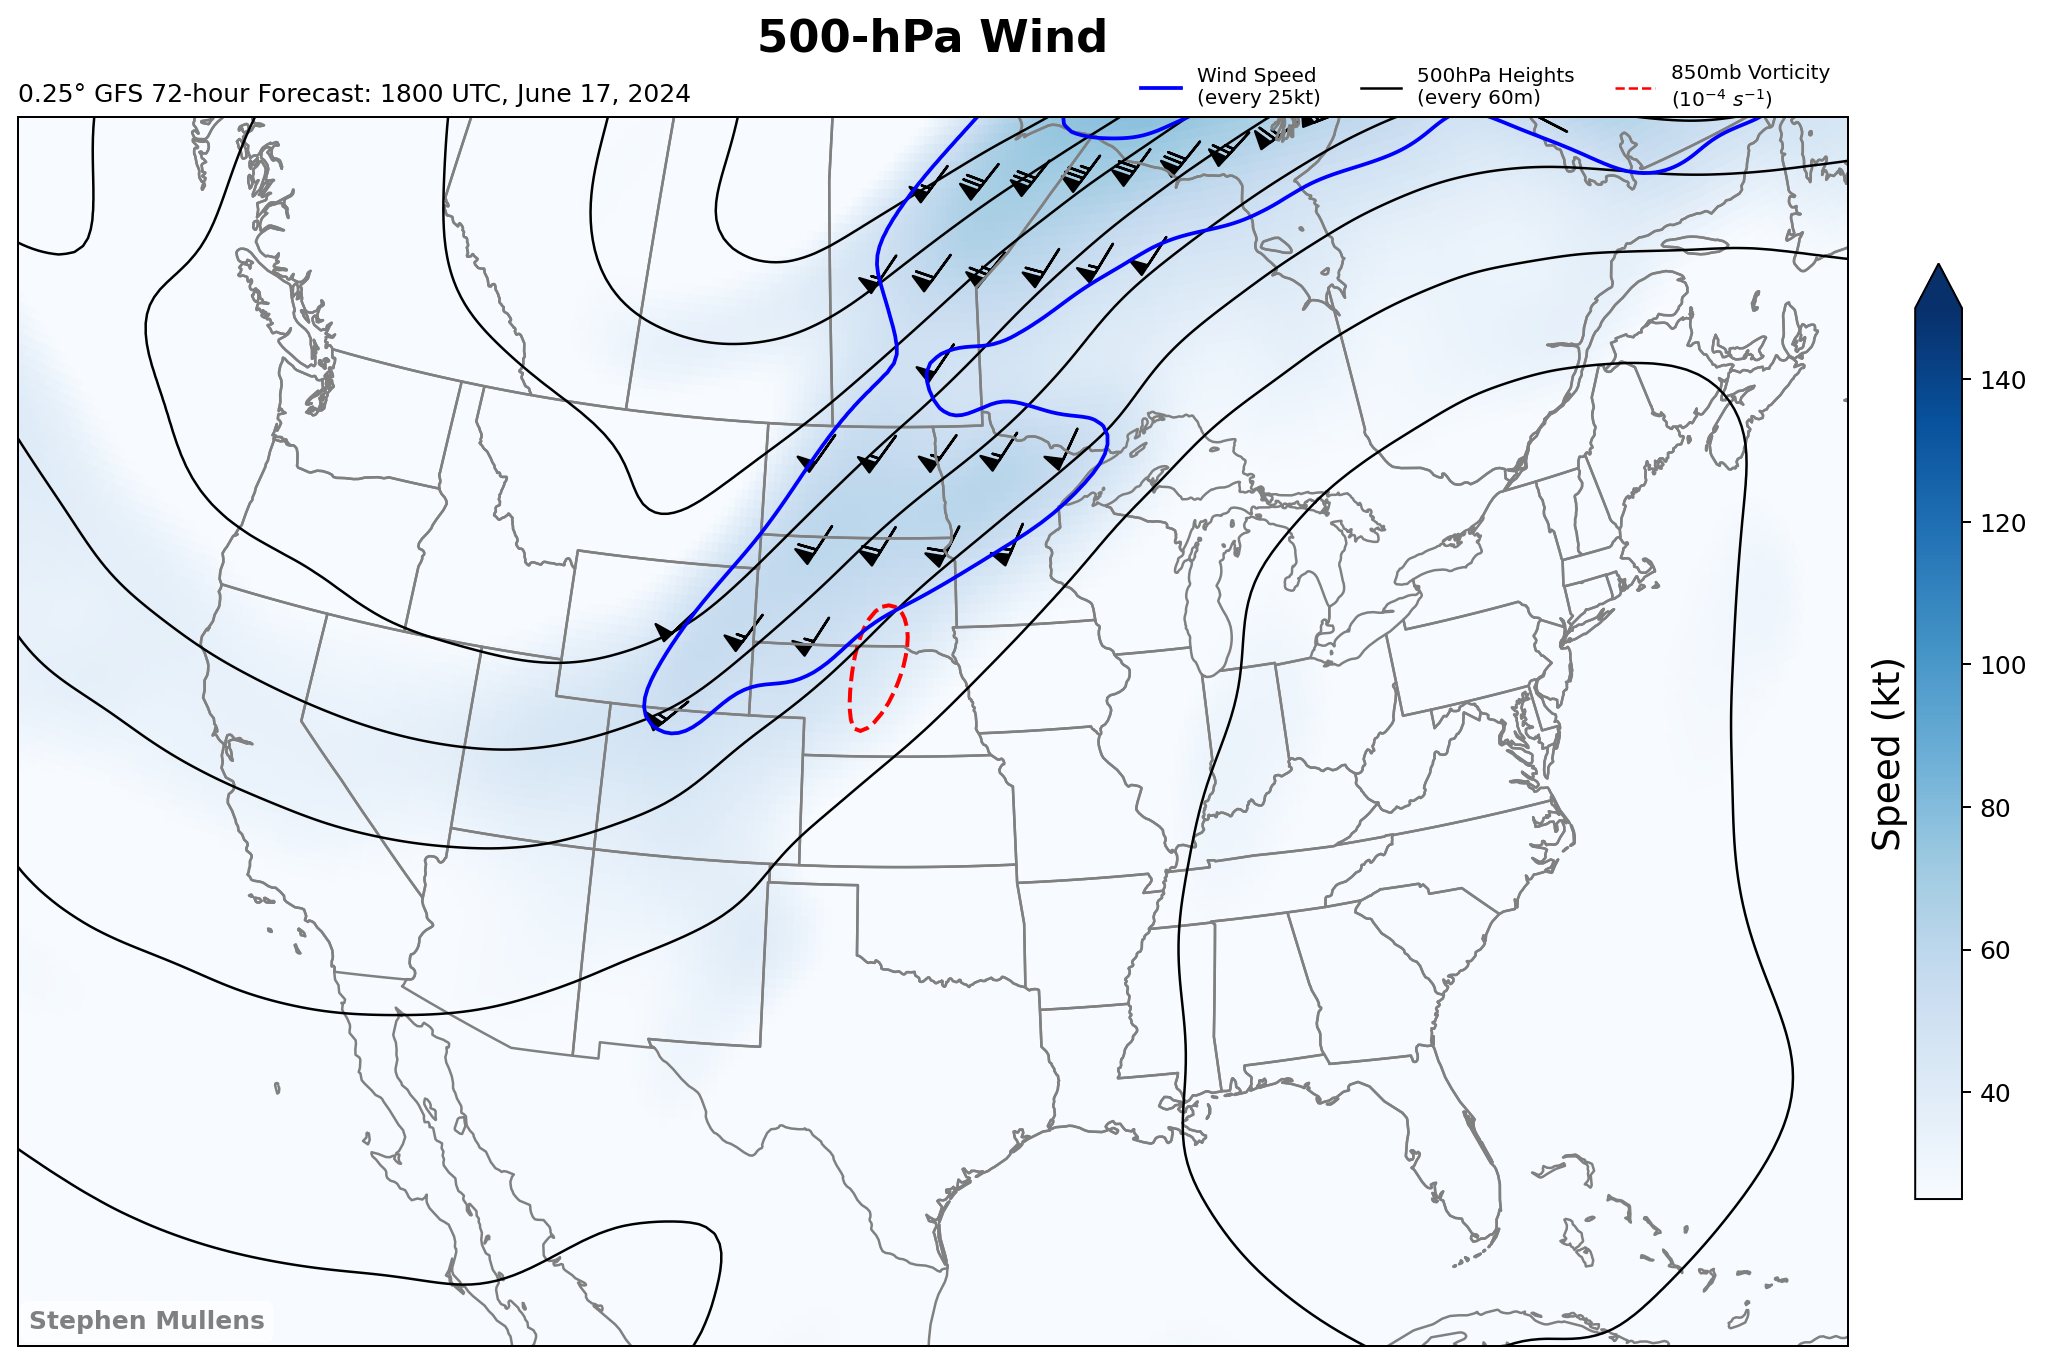 500-hPa Wind
0.25° GFS 72-hour Forecast: 1800 UTC, June 17, 2024
Wind Speed
(every 25kt)
500hPa Heights
(every 60m)
850mb Vorticity
(10⁻⁴ s⁻¹)
140
120
100
80
60
40
Speed (kt)
Stephen Mullens